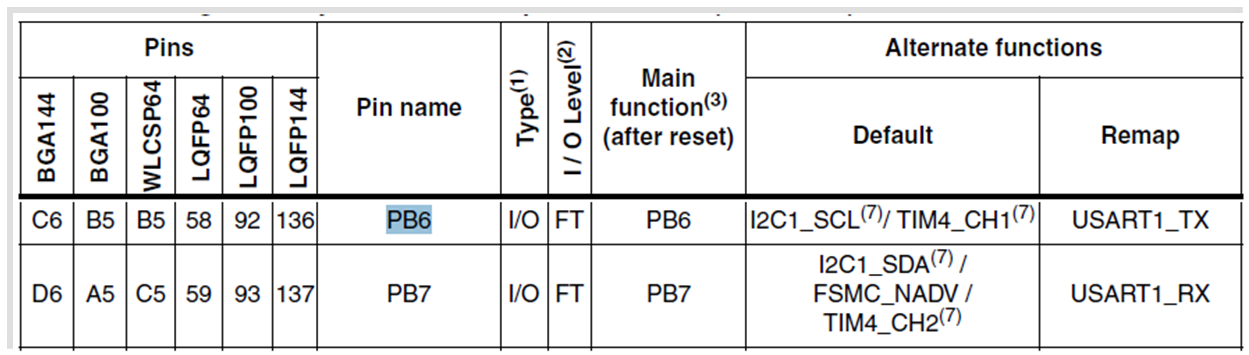 Pins
Pin name
Type(1)
I / O Level(2)
Main
function(3)
(after reset)
Alternate functions
BGA144
BGA100
WLCSP64
LQFP64
LQFP100
LQFP144
Default
Remap
C6 B5 B5 58 92 136 PB6 I/O FT PB6 I2C1_SCL(7)/ TIM4_CH1(7) USART1_TX
D6 A5 C5 59 93 137 PB7 I/O FT PB7 I2C1_SDA(7) /
FSMC_NADV /
TIM4_CH2(7)
USART1_RX